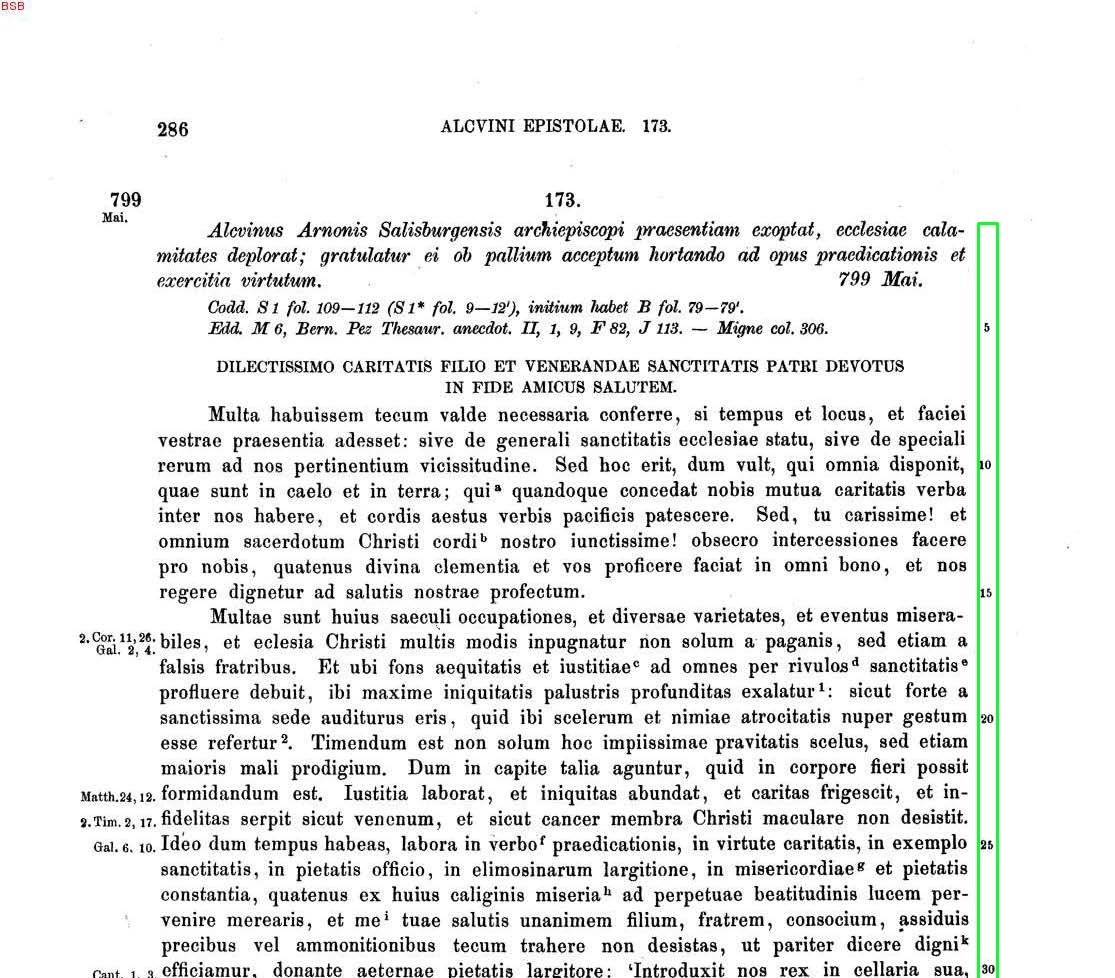 BSB
286 ALCVINI EPISTOLAE. 173.
799 173.
Mai.
Alcvinus Arnonis Salisburgensis archiepiscopi praesentiam exoptat, ecclesiae cala-
mitates deplorat; gratulatur ei ob pallium acceptum hortando ad opus praedicationis et
exercitia virtutum. 799 Mai.
Codd. S 1 fol. 109—112 (S 1* fol. 9—12'), initium habet B fol. 79—79'.
Edd. M 6, Bern. Pez Thesaur. anecdot. II, 1, 9, F 82, J 113. — Migne col. 306. 5
DILECTISSIMO CARITATIS FILIO ET VENERANDAE SANCTITATIS PATRI DEVOTUS
IN FIDE AMICUS SALUTEM.
Multa habuissem tecum valde necessaria conferre, si tempus et locus, et faciei
vestrae praesentia adesset: sive de generali sanctitatis ecclesiae statu, sive de speciali
rerum ad nos pertinentium vicissitudine. Sed hoc erit, dum vult, qui omnia disponit, 10
quae sunt in caelo et in terra; qui ᵃ quandoque concedat nobis mutua caritatis verba
inter nos habere, et cordis aestus verbis pacificis patescere. Sed, tu carissime! et
omnium sacerdotum Christi cordi ᵇ nostro iunctissime! obsecro intercessiones facere
pro nobis, quatenus divina clementia et vos proficere faciat in omni bono, et nos
regere dignetur ad salutis nostrae profectum. 15
Multae sunt huius saeculi occupationes, et diversae varietates, et eventus misera-
2. Cor. 11, 26. biles, et eclesia Christi multis modis inpugnatur non solum a paganis, sed etiam a
Gal. 2, 4.
falsis fratribus. Et ubi fons aequitatis et iustitiae ᶜ ad omnes per rivulos ᵈ sanctitatis ᵉ
profluere debuit, ibi maxime iniquitatis palustris profunditas exalatur ¹: sicut forte a
sanctissima sede auditurus eris, quid ibi scelerum et nimiae atrocitatis nuper gestum 20
esse refertur ². Timendum est non solum hoc impiissimae pravitatis scelus, sed etiam
maioris mali prodigium. Dum in capite talia aguntur, quid in corpore fieri possit
Matth. 24, 12. formidandum est. Iustitia laborat, et iniquitas abundat, et caritas frigescit, et in-
2. Tim. 2, 17. fidelitas serpit sicut venenum, et sicut cancer membra Christi maculare non desistit.
Gal. 6. 10. Ideo dum tempus habeas, labora in verbo ᶠ praedicationis, in virtute caritatis, in exemplo 25
sanctitatis, in pietatis officio, in elimosinarum largitione, in misericordiae ᵍ et pietatis
constantia, quatenus ex huius caliginis miseria ʰ ad perpetuae beatitudinis lucem per-
venire merearis, et me ⁱ tuae salutis unanimem filium, fratrem, consocium, assiduis
precibus vel ammonitionibus tecum trahere non desistas, ut pariter dicere digni ᵏ
Cant. 1, 3. efficiamur, donante aeternae pietatis largitore: 'Introduxit nos rex in cellaria sua, 30